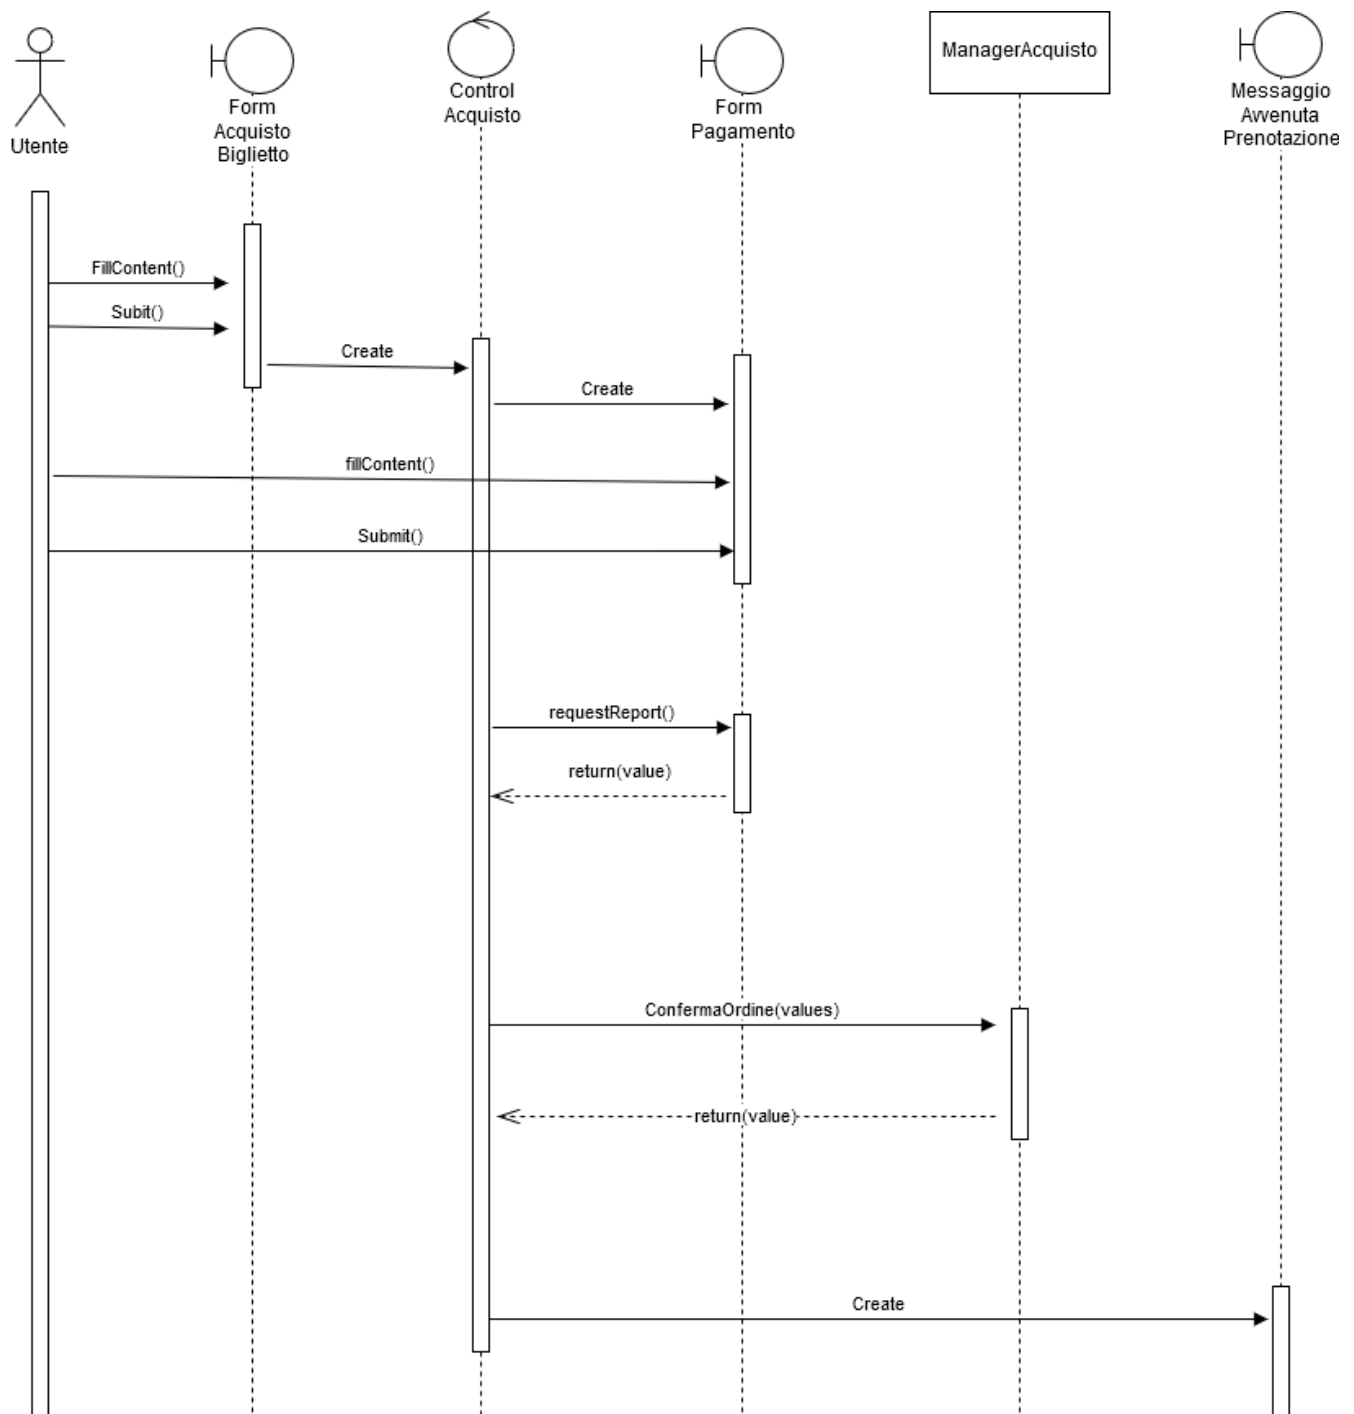 Utente
Form
Acquisto
Biglietto
Control
Acquisto
Form
Pagamento
ManagerAcquisto
Messaggio
Avvenuta
Prenotazione
FillContent()
Subit()
Create
Create
fillContent()
Submit()
requestReport()
return(value)
ConfermaOrdine(values)
return(value)
Create